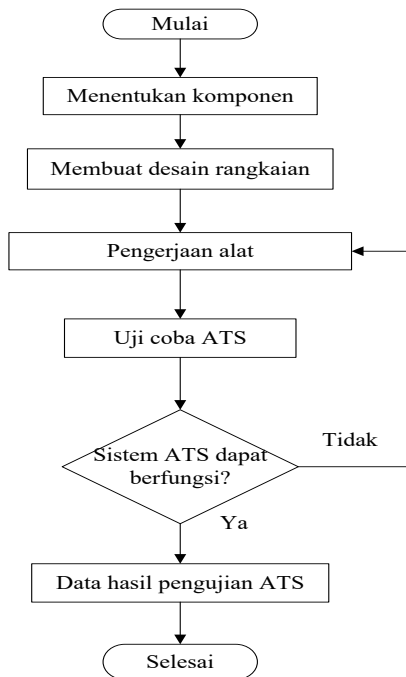 Mulai
Menentukan komponen
Membuat desain rangkaian
Pengerjaan alat
Uji coba ATS
Sistem ATS dapat
berfungsi?
Tidak
Ya
Data hasil pengujian ATS
Selesai